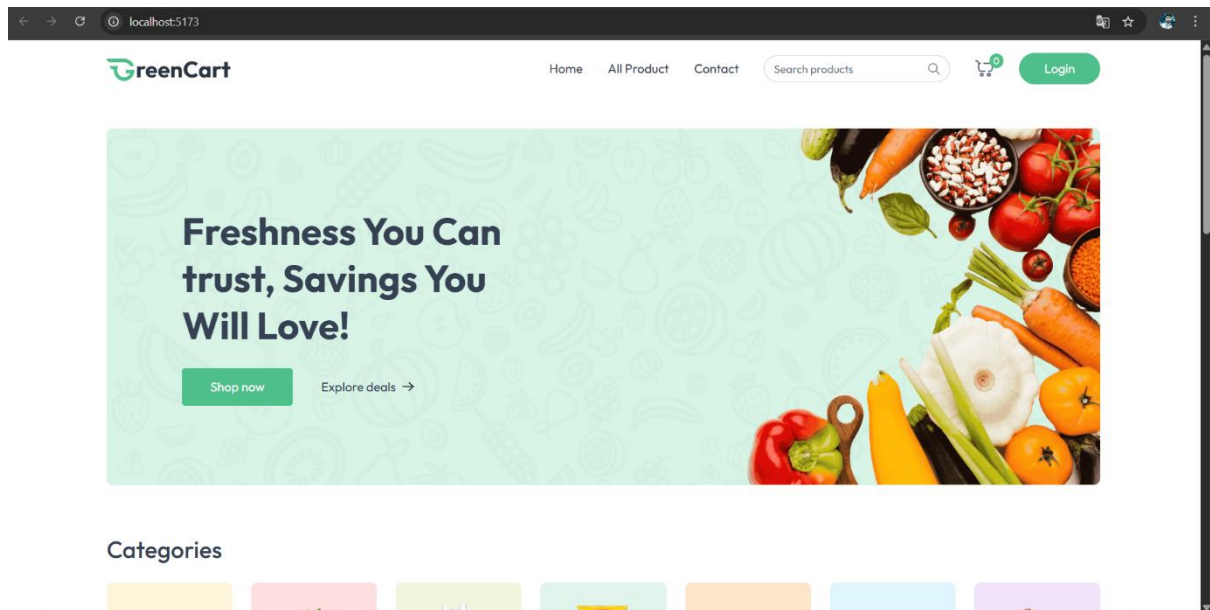 localhost:5173
GreenCart
Home
All Product
Contact
Search products
0
Login
Freshness You Can
trust, Savings You
Will Love!
Shop now
Explore deals →
Categories